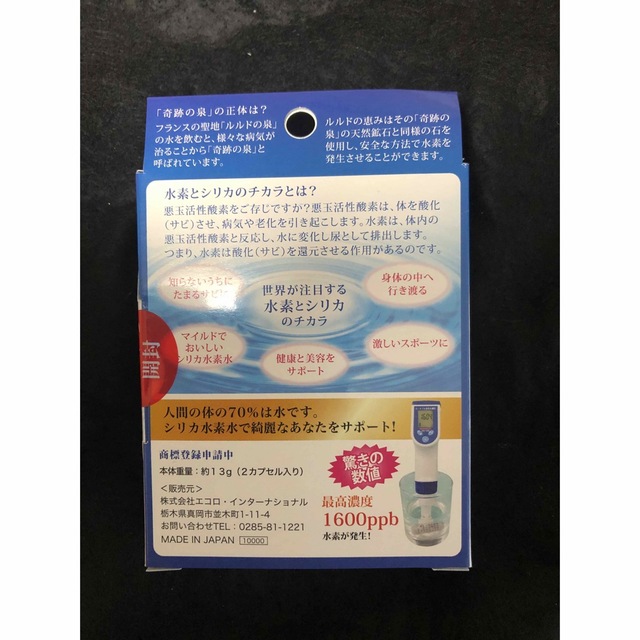 「奇跡の泉」の正体は？
フランスの聖地「ルルドの泉」
の水を飲むと、様々な病気が
治ることから「奇跡の泉」と
呼ばれています。
ルルドの恵みはその「奇跡の
泉」の天然鉱石と同様の石を
使用し、安全な方法で水素を
発生させることができます。
水素とシリカのチカラとは？
悪玉活性酸素をご存じですか？悪玉活性酸素は、体を酸化
（サビ）させ、病気や老化を引き起こします。水素は、体内の
悪玉活性酸素と反応し、水に変化し尿として排出します。
つまり、水素は酸化（サビ）を還元させる作用があるのです。
知らないうちに
たまるサビに
世界が注目する
水素とシリカ
のチカラ
身体の中へ
行き渡る
マイルドで
おいしい
シリカ水素水
健康と美容を
サポート
激しいスポーツに
開封
人間の体の70%は水です。
シリカ水素水で綺麗なあなたをサポート！
商標登録申請中
本体重量：約13g（2カプセル入り）
＜販売元＞
株式会社エコロ・インターナショナル
栃木県真岡市並木町1-11-4
お問い合わせTEL：0285-81-1221
MADE IN JAPAN 10000
驚きの
数値
最高濃度
1600ppb
水素が発生！